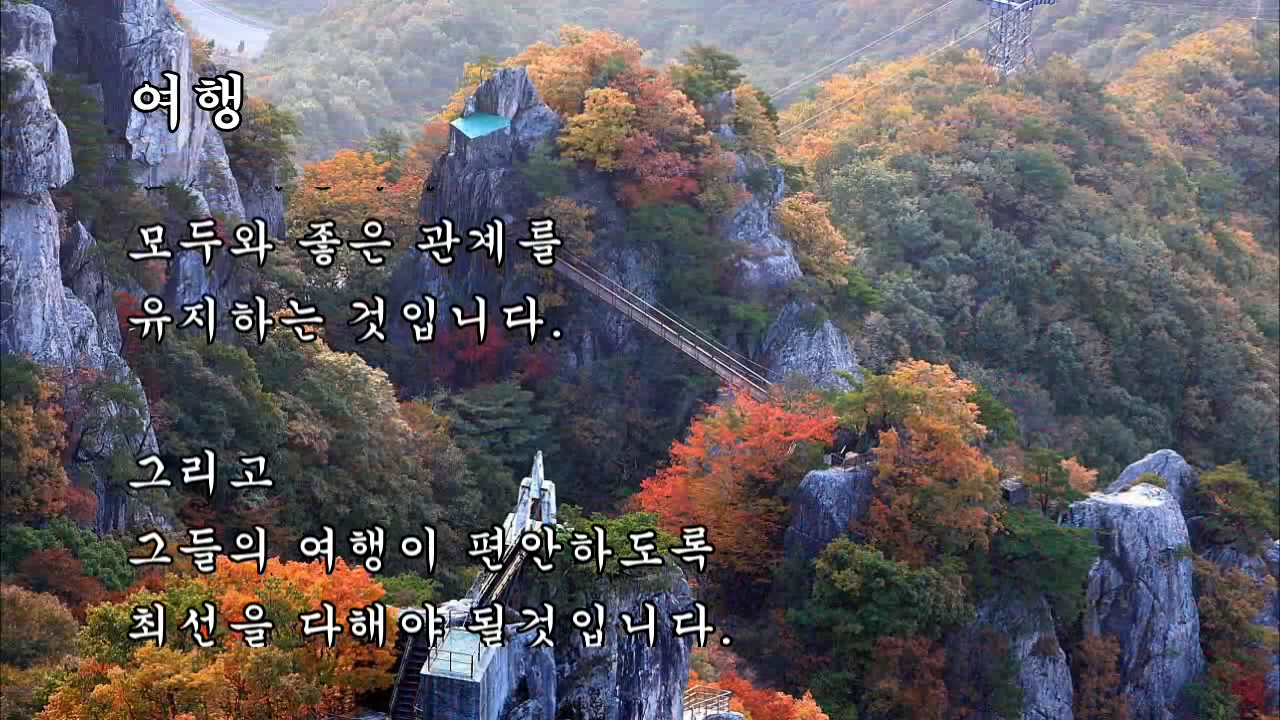 여행
모두와 좋은 관계를
유지하는 것입니다.
그리고
그들의 여행이 편안하도록
최선을 다해야 될것입니다.